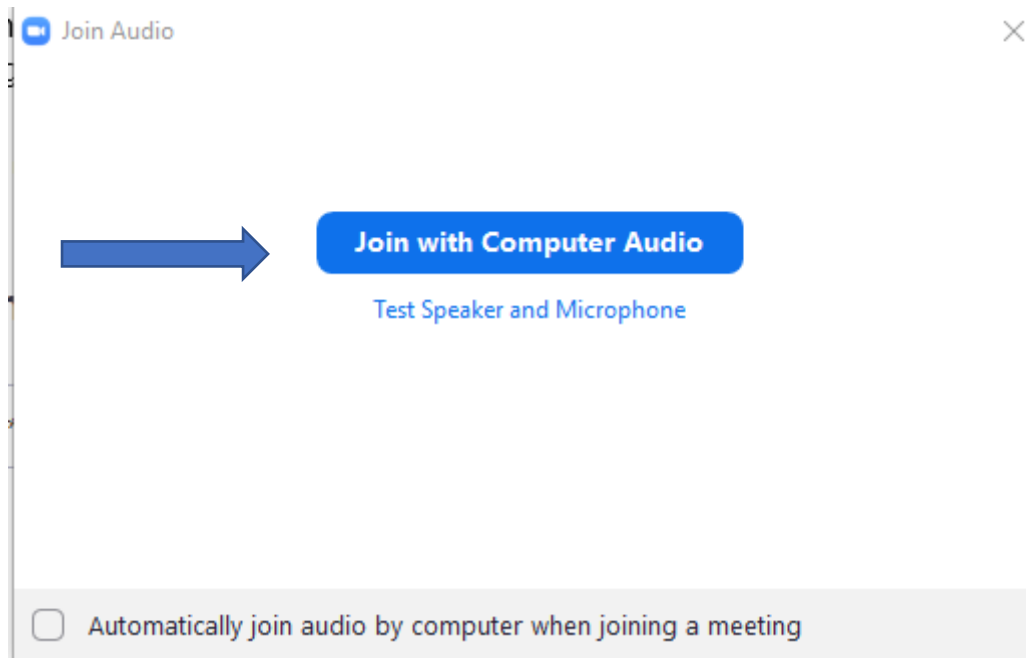 Join Audio
Join with Computer Audio
Test Speaker and Microphone
Automatically join audio by computer when joining a meeting